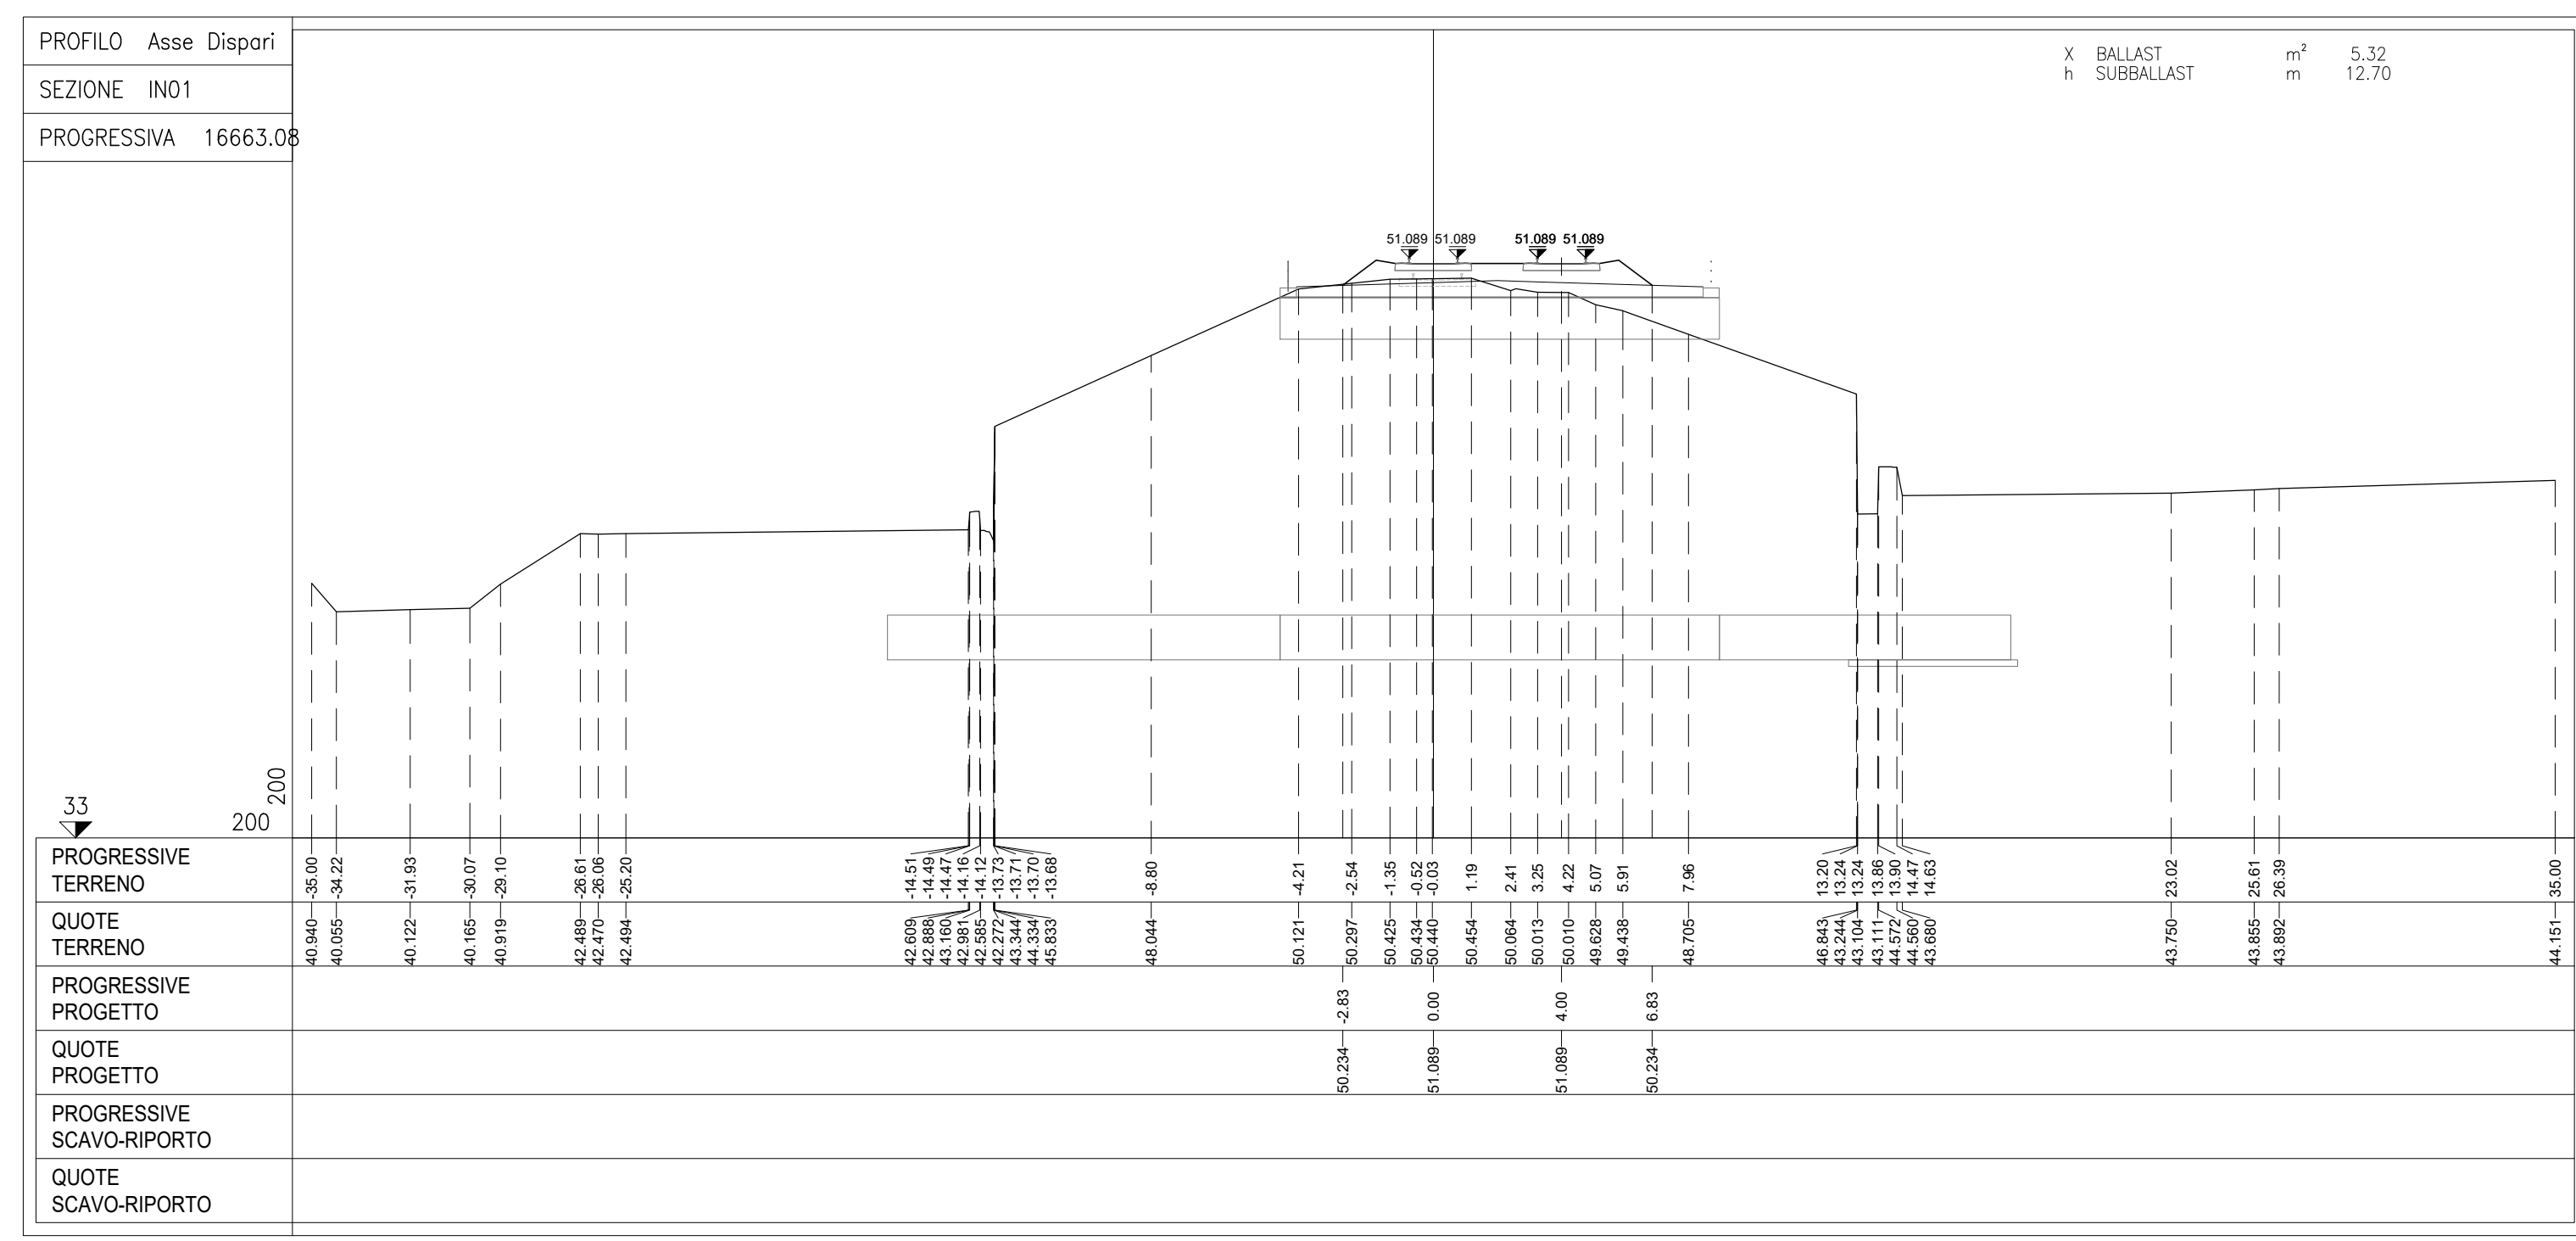 PROFILO Asse Dispari
SEZIONE IN01
PROGRESSIVA 16663.08
X BALLAST m² 5.32
h SUBBALLAST m 12.70
51.089 51.089 51.089 51.089
200
33
200
PROGRESSIVE
TERRENO
-35.00 -34.22 -31.93 -30.07 -29.10 -26.61 -26.06 -25.20 -14.51 -14.49 -14.47 -14.16 -14.12 -13.73 -13.71 -13.70 -13.68 -8.80 -4.21 -2.54 -1.35 -0.52 -0.03 1.19 2.41 3.25 4.22 5.07 5.91 7.96 13.20 13.24 13.24 13.86 13.90 14.47 14.63 23.02 25.61 26.39 35.00
QUOTE
TERRENO
40.940 40.055 40.122 40.165 40.919 42.489 42.470 42.494 42.609 42.888 43.160 42.981 42.585 42.272 43.344 44.334 45.833 48.044 50.121 50.297 50.425 50.434 50.440 50.454 50.064 50.013 50.010 49.628 49.438 48.705 46.843 43.244 43.104 43.111 44.572 44.560 43.680 43.750 43.855 43.892 44.151
PROGRESSIVE
PROGETTO
-2.83 0.00 4.00 6.83
QUOTE
PROGETTO
50.234 51.089 51.089 50.234
PROGRESSIVE
SCAVO-RIPORTO
QUOTE
SCAVO-RIPORTO